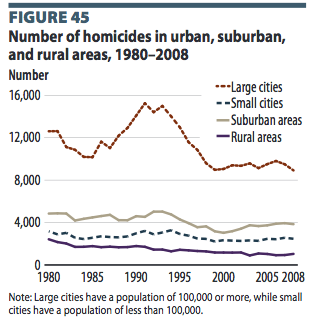 FIGURE 45
Number of homicides in urban, suburban,
and rural areas, 1980–2008
Number
16,000
12,000
8,000
4,000
0
Large cities
Small cities
Suburban areas
Rural areas
1980 1985 1990 1995 2000 2005 2008
Note: Large cities have a population of 100,000 or more, while small
cities have a population of less than 100,000.